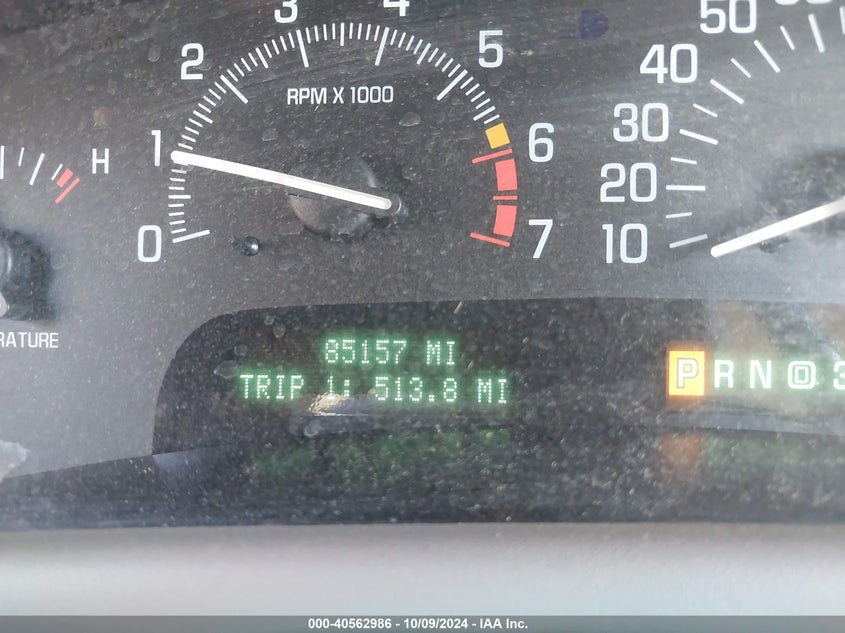 0 1 2 3 4 5 6 7
RPM X 1000
H
RATURE
10 20 30 40 50
85157 MI
TRIP 1: 513.8 MI
P R N D 3
000-40562986 - 10/09/2024 - IAA Inc.